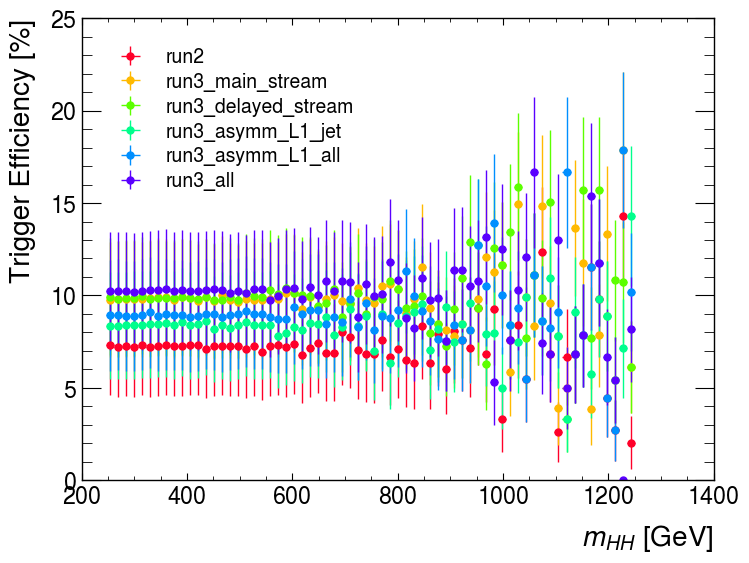 Trigger Efficiency [%]
25
20
15
10
5
0
run2
run3_main_stream
run3_delayed_stream
run3_asymm_L1_jet
run3_asymm_L1_all
run3_all
200 400 600 800 1000 1200 1400
m_HH [GeV]